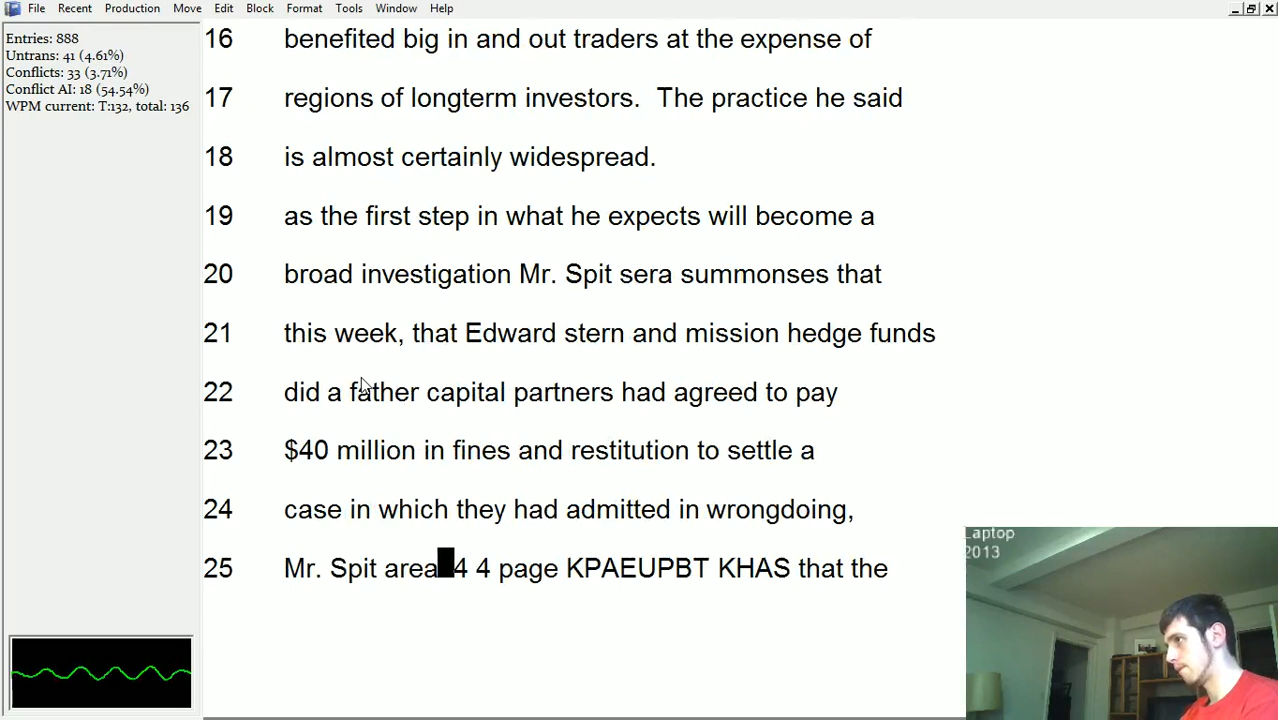 File Recent Production Move Edit Block Format Tools Window Help
Entries: 888
Untrans: 41 (4.61%)
Conflicts: 33 (3.71%)
Conflict AI: 18 (54.54%)
WPM current: T:132, total: 136
16 benefited big in and out traders at the expense of
17 regions of longterm investors. The practice he said
18 is almost certainly widespread.
19 as the first step in what he expects will become a
20 broad investigation Mr. Spit sera summonses that
21 this week, that Edward stern and mission hedge funds
22 did a father capital partners had agreed to pay
23 $40 million in fines and restitution to settle a
24 case in which they had admitted in wrongdoing,
25 Mr. Spit area 4 4 page KPAEUPBT KHAS that the
Laptop
2013